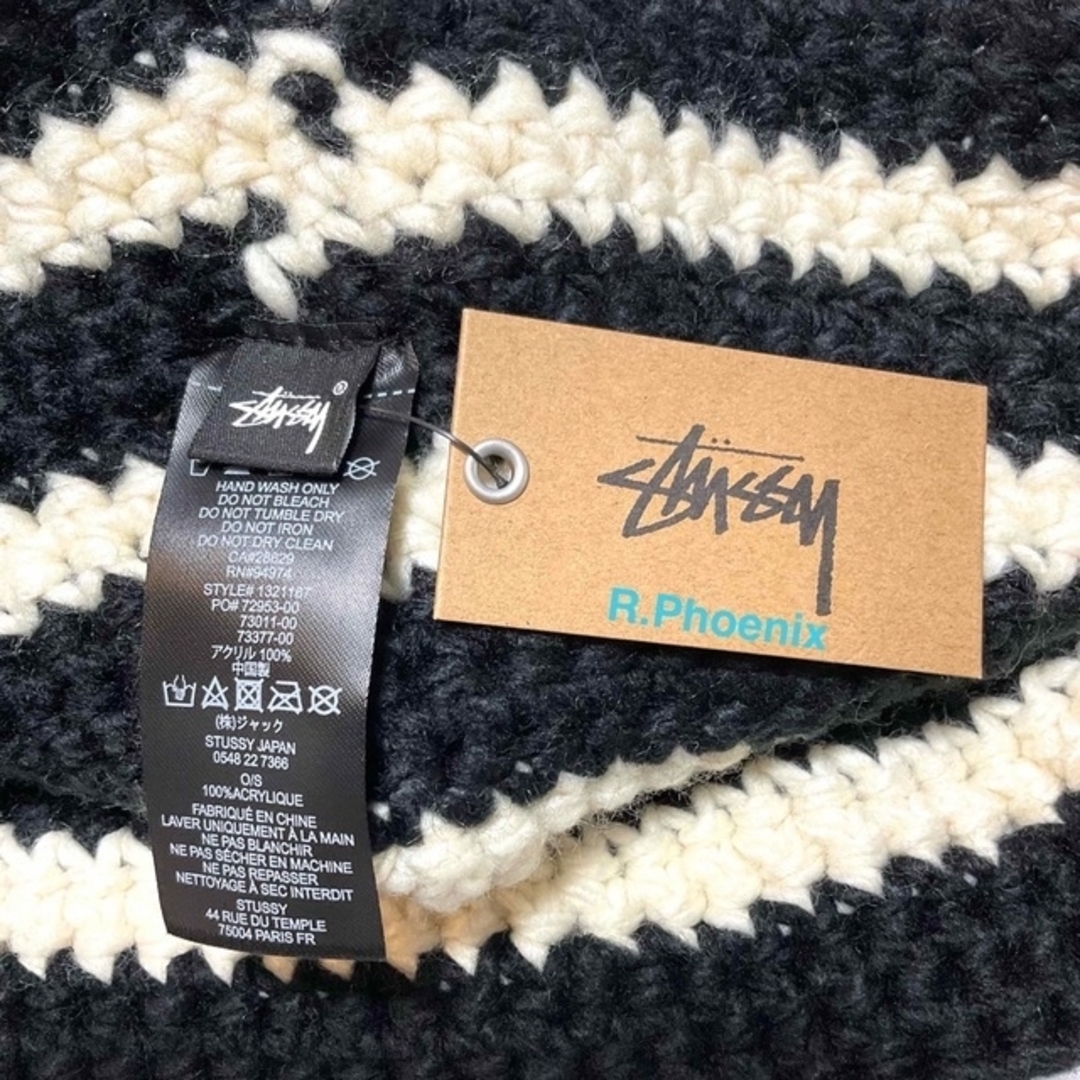 STÜSSY ®
HAND WASH ONLY
DO NOT BLEACH
DO NOT TUMBLE DRY
DO NOT IRON
DO NOT DRY CLEAN
CA#28629
RN#94974
STYLE# 1321187
PO# 72953-00
73011-00
73377-00
アクリル 100%
中国製
(株)ジャック
STUSSY JAPAN
0548 22 7366
O/S
100%ACRYLIQUE
FABRIQUÉ EN CHINE
LAVER UNIQUEMENT À LA MAIN
NE PAS BLANCHIR
NE PAS SÉCHER EN MACHINE
NE PAS REPASSER
NETTOYAGE À SEC INTERDIT
STUSSY
44 RUE DU TEMPLE
75004 PARIS FR
STÜSSY
R.Phoenix